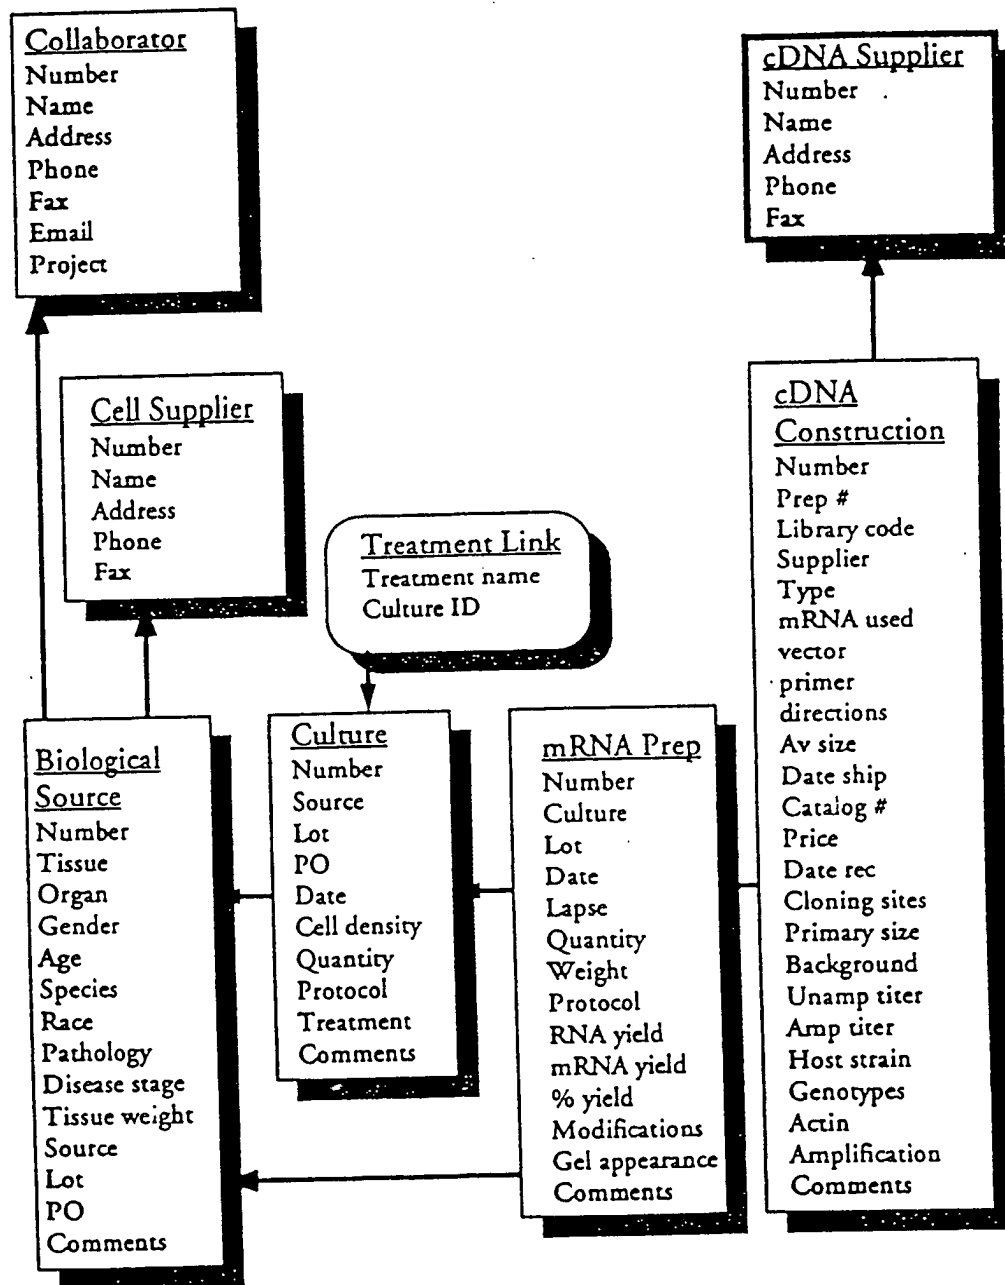 Collaborator
Number
Name
Address
Phone
Fax
Email
Project
cDNA Supplier
Number
Name
Address
Phone
Fax
Cell Supplier
Number
Name
Address
Phone
Fax
Treatment Link
Treatment name
Culture ID
Biological
Source
Number
Tissue
Organ
Gender
Age
Species
Race
Pathology
Disease stage
Tissue weight
Source
Lot
PO
Comments
Culture
Number
Source
Lot
PO
Date
Cell density
Quantity
Protocol
Treatment
Comments
mRNA Prep
Number
Culture
Lot
Date
Lapse
Quantity
Weight
Protocol
RNA yield
mRNA yield
% yield
Modifications
Gel appearance
Comments
cDNA
Construction
Number
Prep #
Library code
Supplier
Type
mRNA used
vector
primer
directions
Av size
Date ship
Catalog #
Price
Date rec
Cloning sites
Primary size
Background
Unamp titer
Amp titer
Host strain
Genotypes
Actin
Amplification
Comments